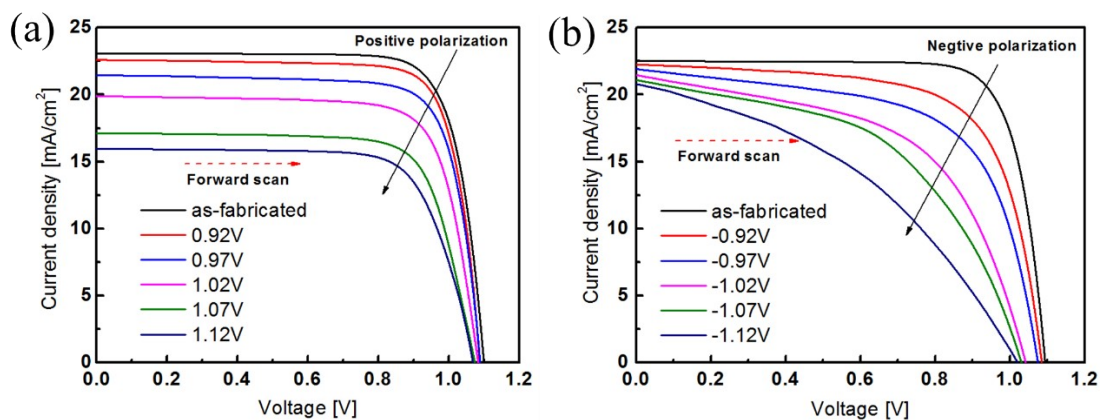 (a)
Current density [mA/cm²]
25
20
15
10
5
0
Positive polarization
Forward scan
as-fabricated
0.92V
0.97V
1.02V
1.07V
1.12V
0.0 0.2 0.4 0.6 0.8 1.0 1.2
Voltage [V]
(b)
Current density [mA/cm²]
25
20
15
10
5
0
Negtive polarization
Forward scan
as-fabricated
-0.92V
-0.97V
-1.02V
-1.07V
-1.12V
0.0 0.2 0.4 0.6 0.8 1.0 1.2
Voltage [V]